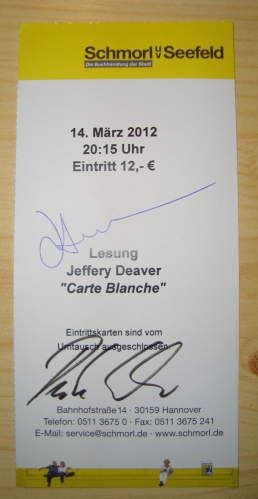 Schmorl u v Seefeld
Die Buchhandlung der Stadt
14. März 2012
20:15 Uhr
Eintritt 12,- €
Lesung
Jeffery Deaver
"Carte Blanche"
Eintrittskarten sind vom
Umtausch ausgeschlossen
Bahnhofstraße 14 · 30159 Hannover
Telefon: 0511 3675 0 · Fax: 0511 3675 241
E-Mail: service@schmorl.de · www.schmorl.de